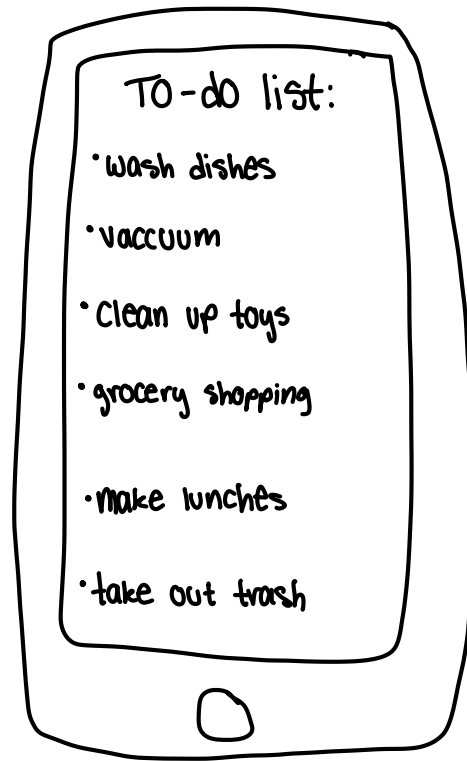 To-do list:
• wash dishes
• vaccuum
• clean up toys
• grocery shopping
• make lunches
• take out trash